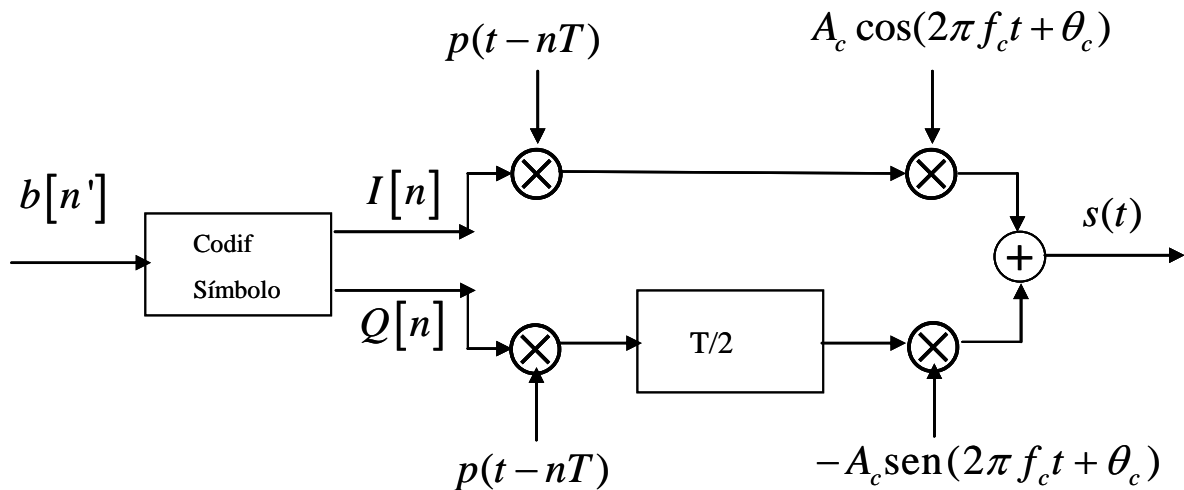 p(t − nT)
A_c cos(2π f_c t + θ_c)
b[n']
I[n]
s(t)
Codif
Símbolo
Q[n]
T/2
p(t − nT)
− A_c sen(2π f_c t + θ_c)